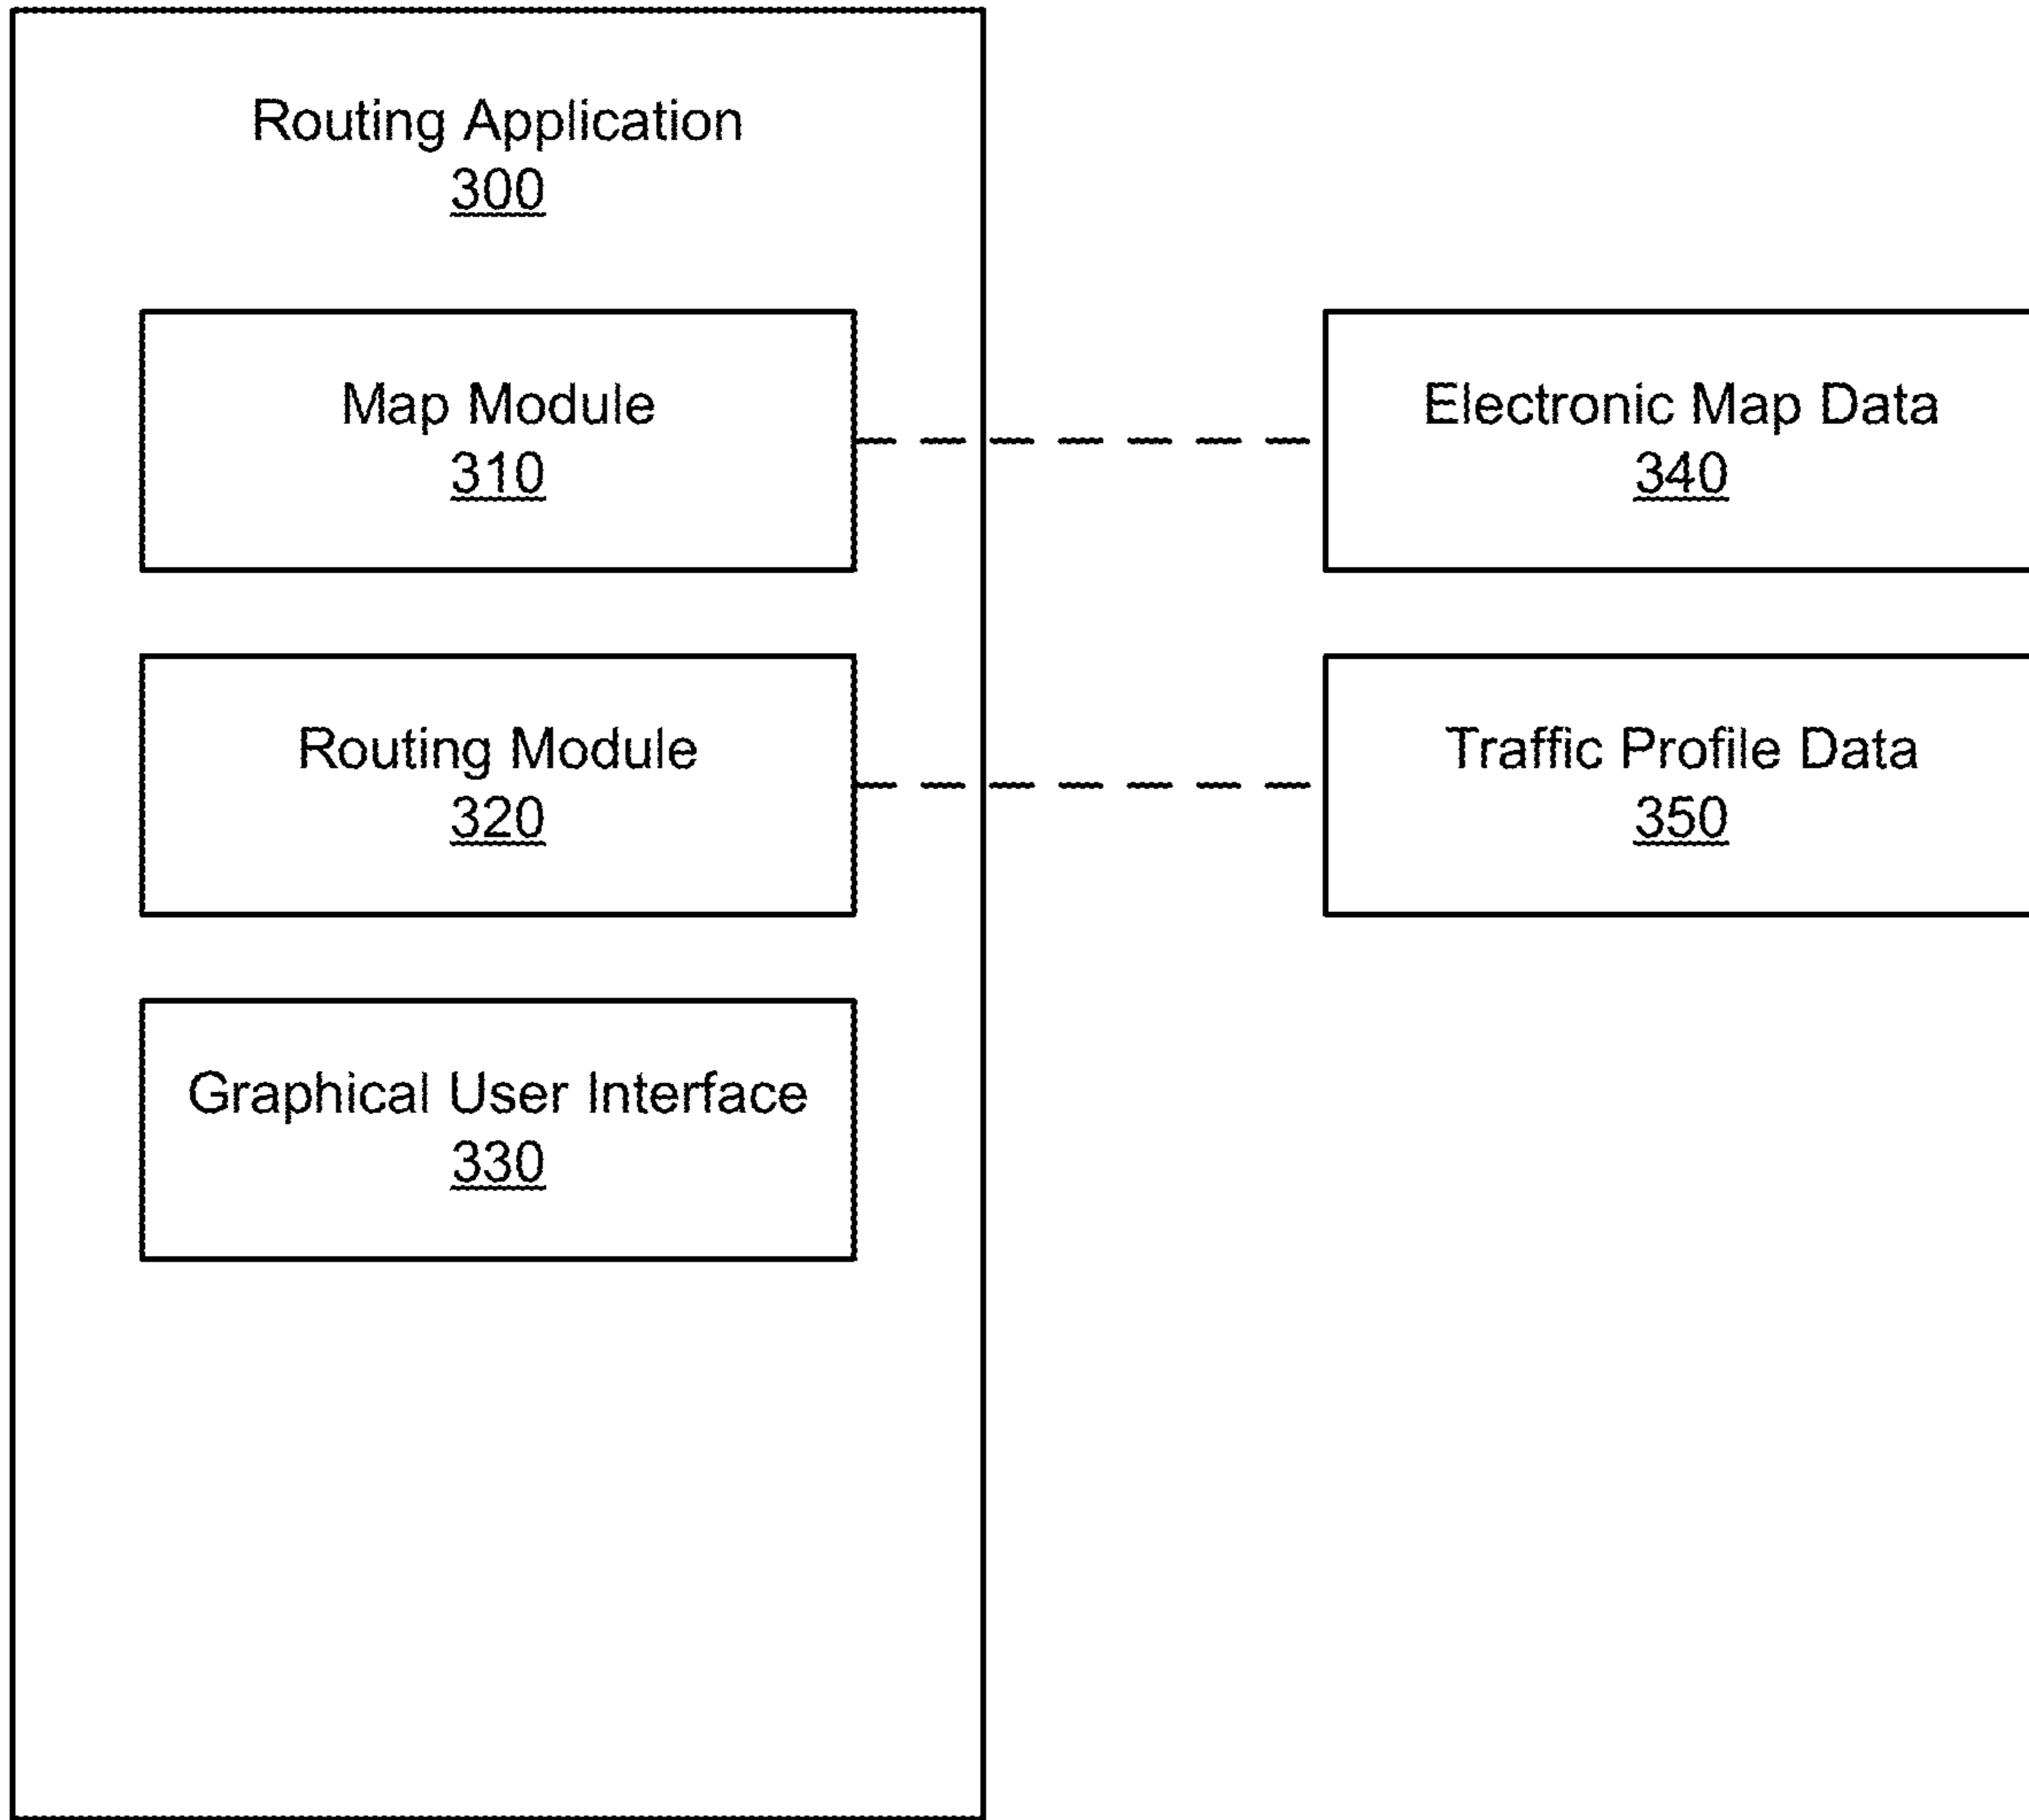 Routing Application
300
Map Module
310
Electronic Map Data
340
Routing Module
320
Traffic Profile Data
350
Graphical User Interface
330